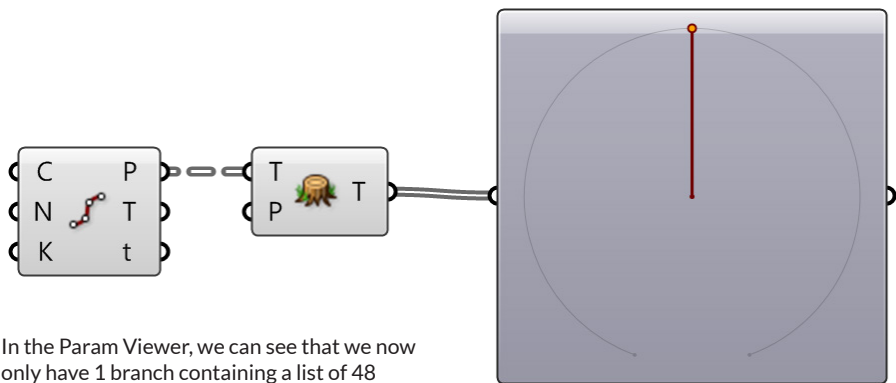 C P
N T
K t
T
P
T
In the Param Viewer, we can see that we now
only have 1 branch containing a list of 48